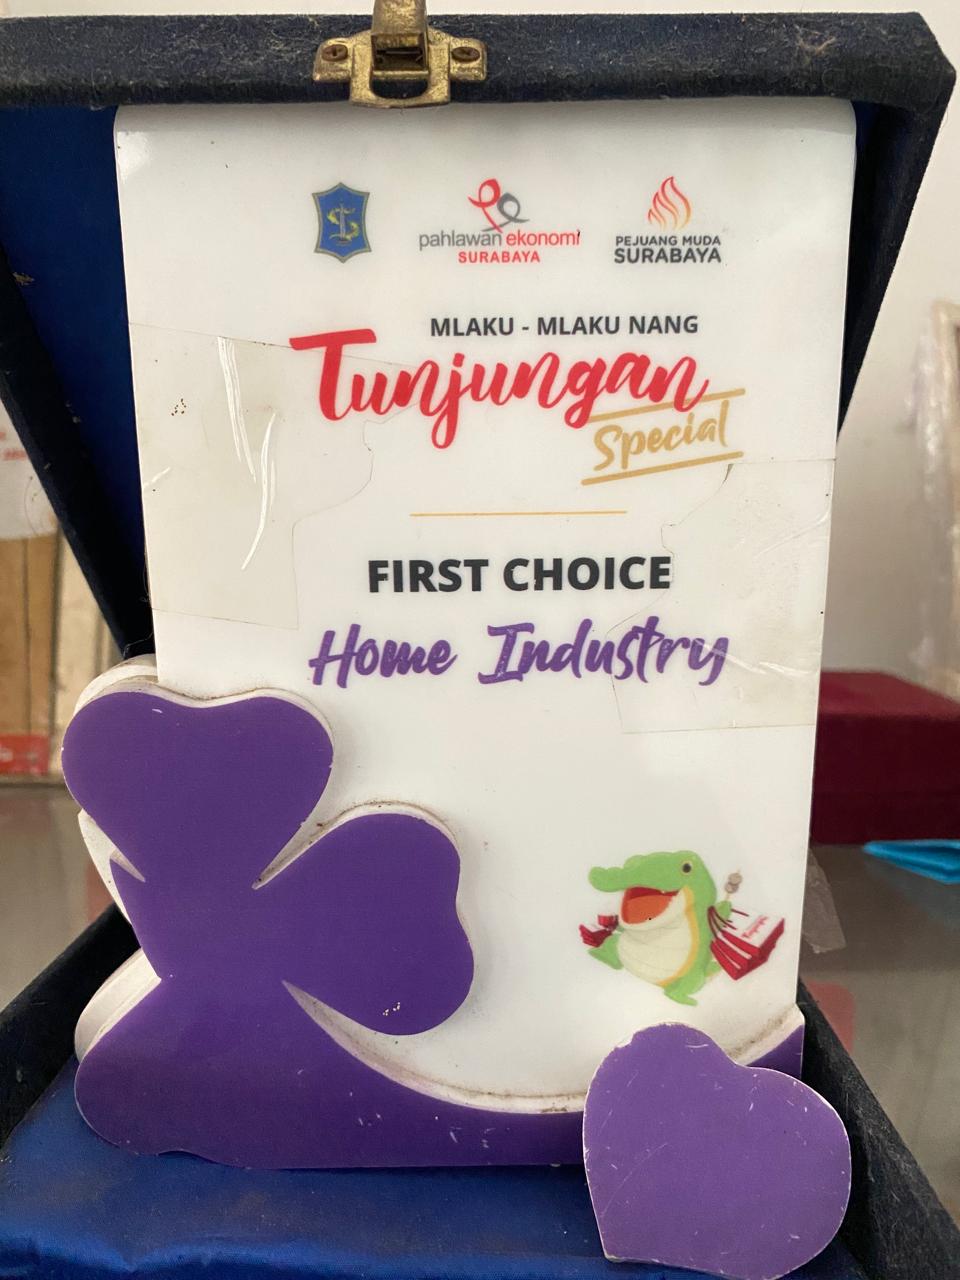 pahlawan ekonomi
SURABAYA
PEJUANG MUDA
SURABAYA
MLAKU - MLAKU NANG
Tunjungan
Special
FIRST CHOICE
Home Industry